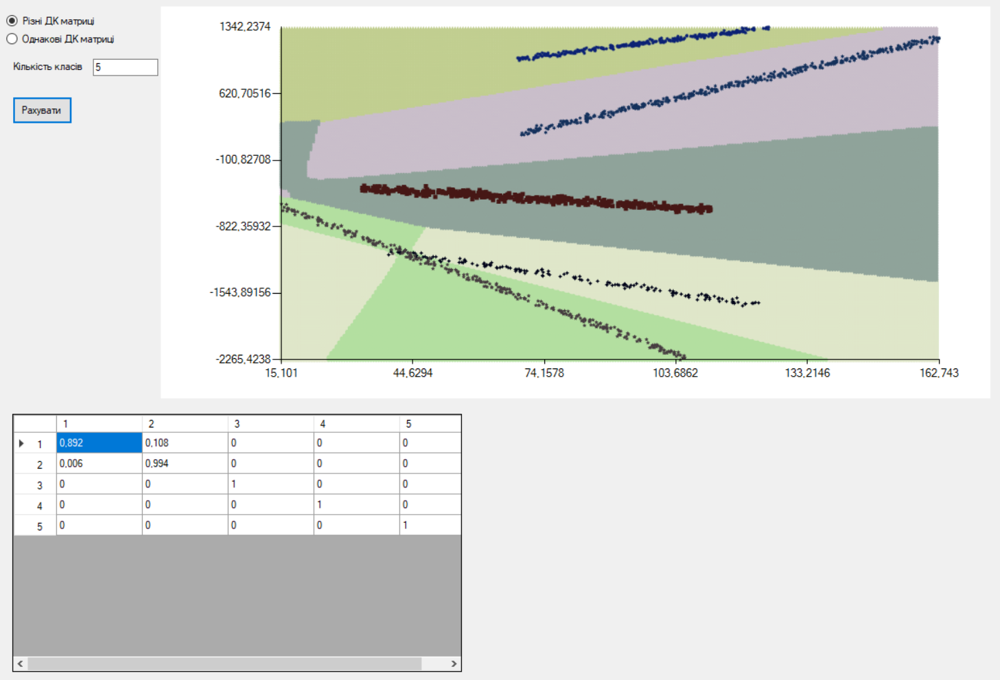 Різні ДК матриці
Однакові ДК матриці
Кількість класів 5
Рахувати
1342,2374
620,70516
-100,82708
-822,35932
-1543,89156
-2265,4238
15,101 44,6294 74,1578 103,6862 133,2146 162,743
1 2 3 4 5
1 0,892 0,108 0 0 0
2 0,006 0,994 0 0 0
3 0 0 1 0 0
4 0 0 0 1 0
5 0 0 0 0 1